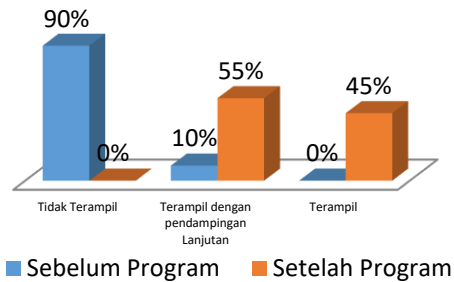 90%
0%
10%
55%
0%
45%
Tidak Terampil
Terampil dengan
pendampingan
Lanjutan
Terampil
Sebelum Program
Setelah Program